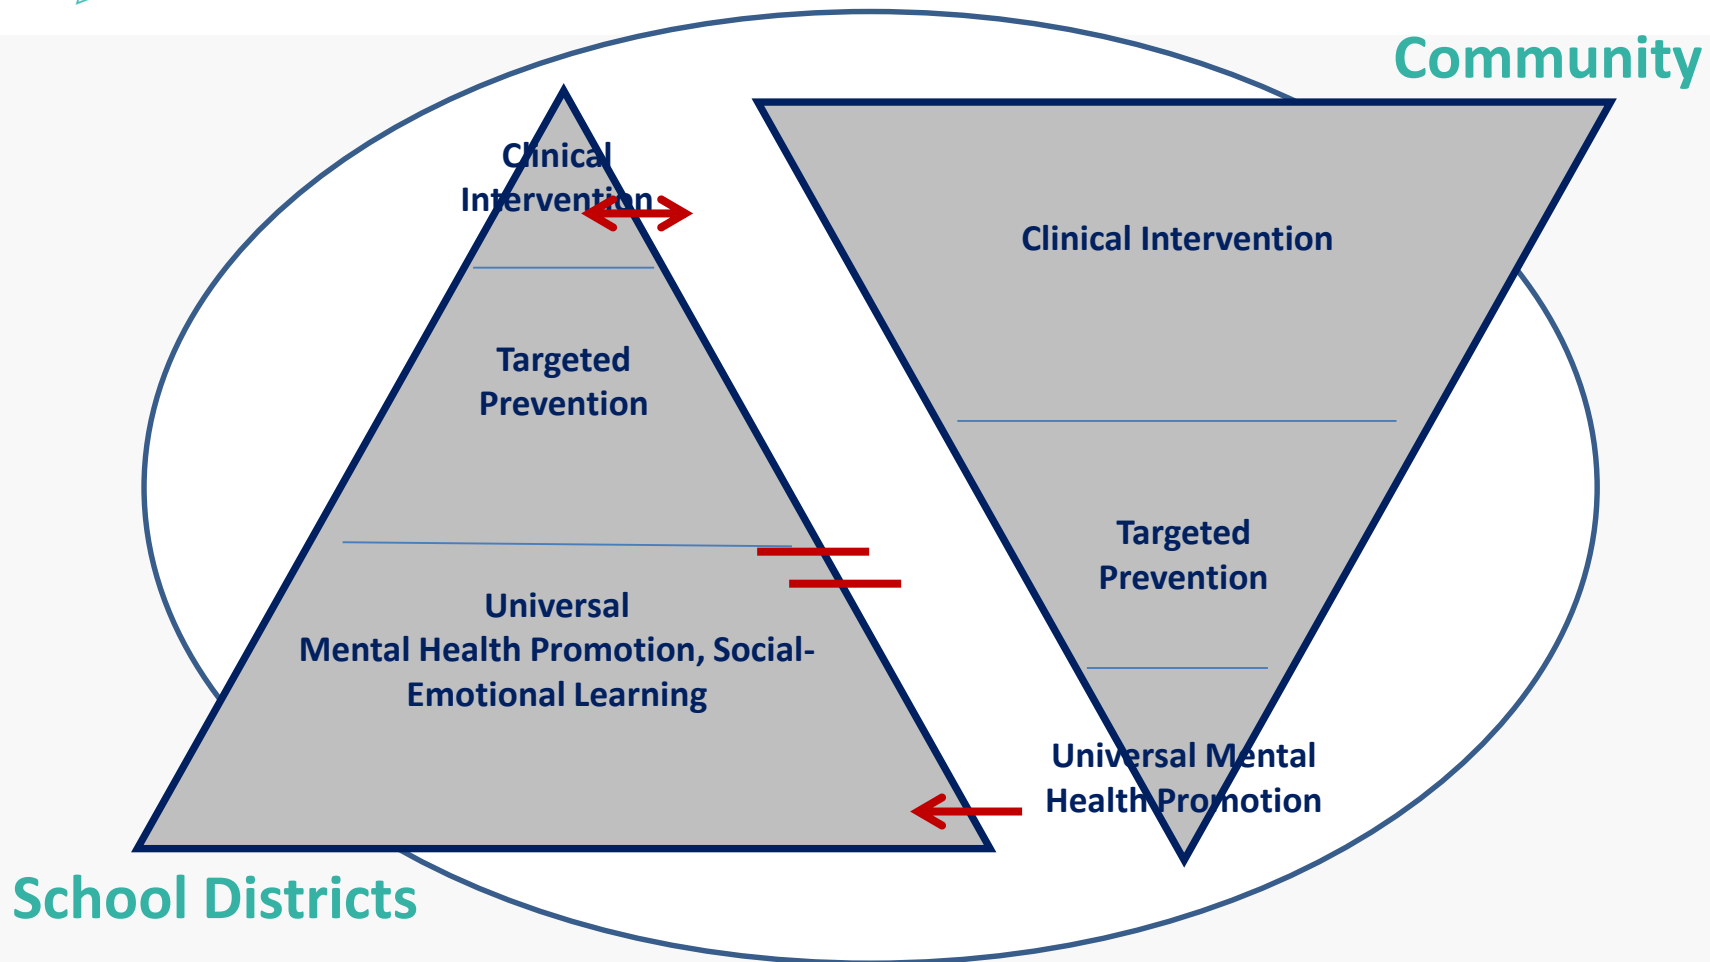 Community
Clinical
Intervention
Clinical Intervention
Targeted
Prevention
Targeted
Prevention
Universal
Mental Health Promotion, Social-
Emotional Learning
Universal Mental
Health Promotion
School Districts